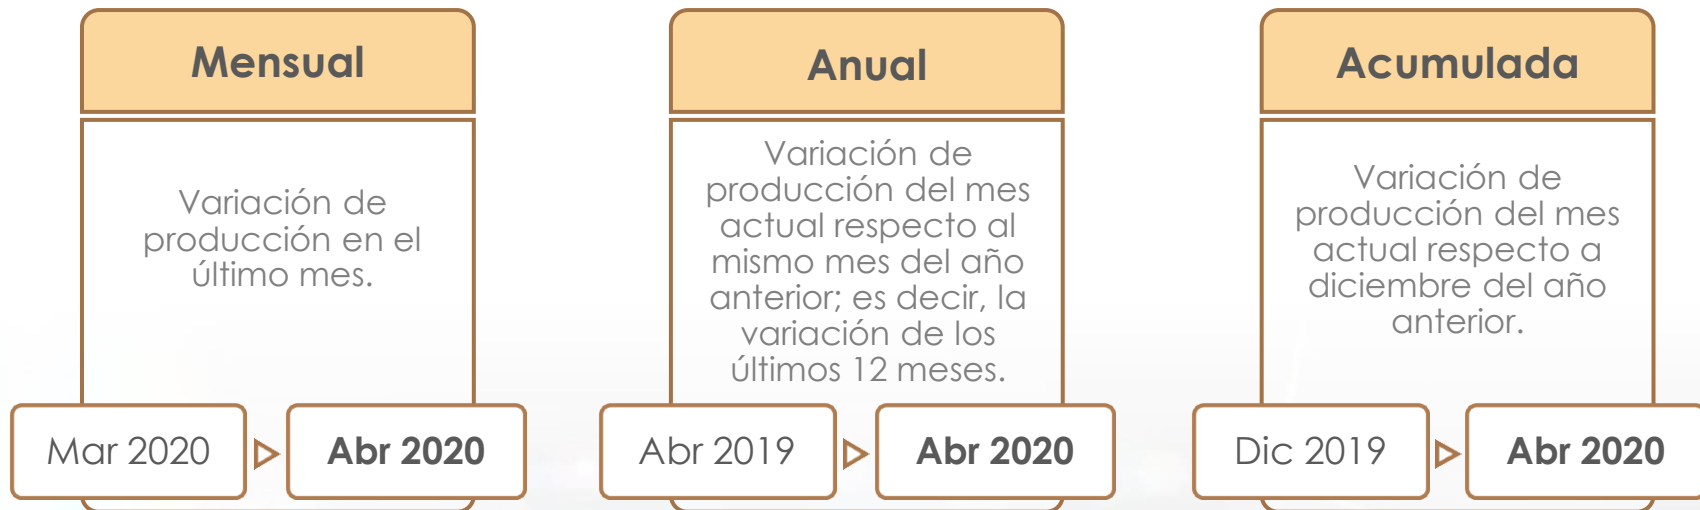 Mensual
Variación de
producción en el
último mes.
Mar 2020
Abr 2020
Anual
Variación de
producción del mes
actual respecto al
mismo mes del año
anterior; es decir, la
variación de los
últimos 12 meses.
Abr 2019
Abr 2020
Acumulada
Variación de
producción del mes
actual respecto a
diciembre del año
anterior.
Dic 2019
Abr 2020